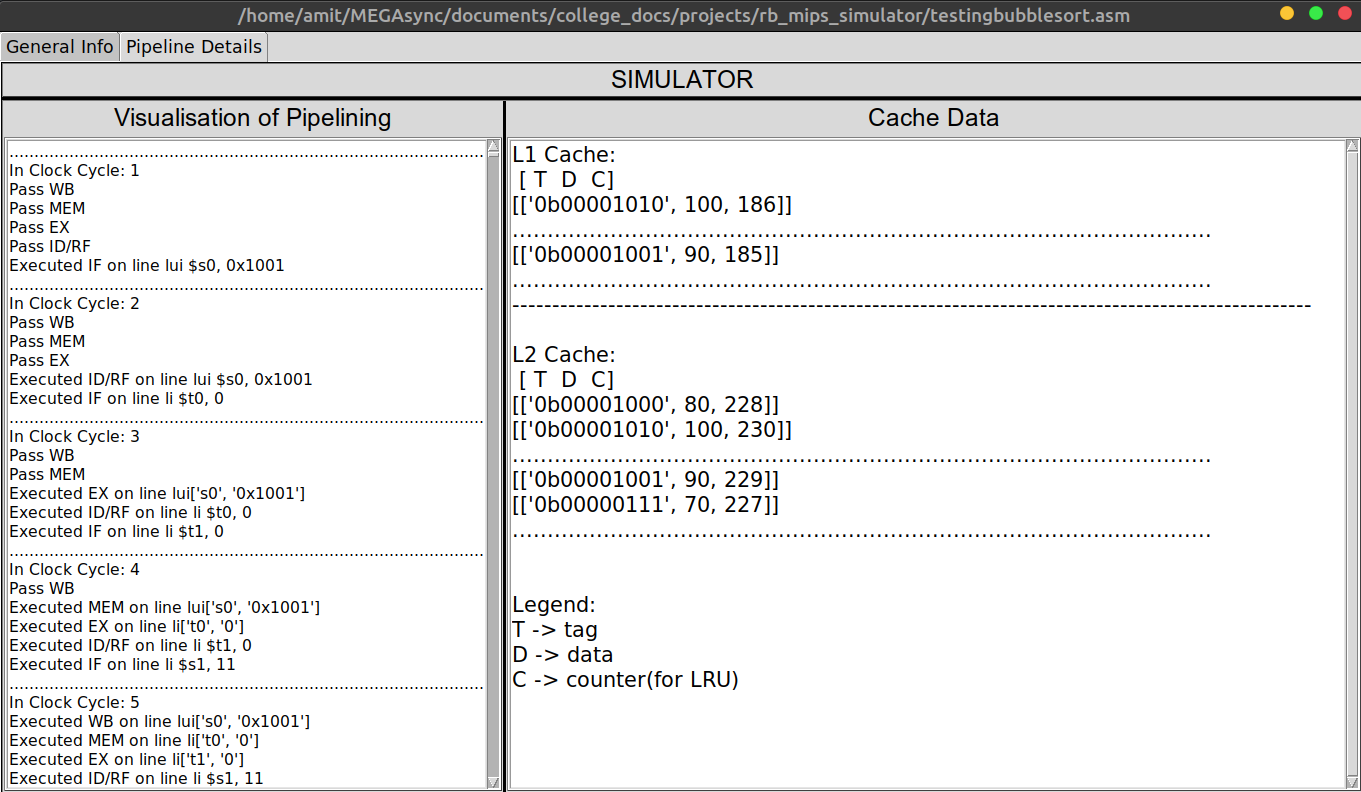 /home/amit/MEGAsync/documents/college_docs/projects/rb_mips_simulator/testingbubblesort.asm
General Info
Pipeline Details
SIMULATOR
Visualisation of Pipelining
...............................................................................................
In Clock Cycle: 1
Pass WB
Pass MEM
Pass EX
Pass ID/RF
Executed IF on line lui $s0, 0x1001
...............................................................................................
In Clock Cycle: 2
Pass WB
Pass MEM
Pass EX
Executed ID/RF on line lui $s0, 0x1001
Executed IF on line li $t0, 0
...............................................................................................
In Clock Cycle: 3
Pass WB
Pass MEM
Executed EX on line lui['s0', '0x1001']
Executed ID/RF on line li $t0, 0
Executed IF on line li $t1, 0
...............................................................................................
In Clock Cycle: 4
Pass WB
Executed MEM on line lui['s0', '0x1001']
Executed EX on line li['t0', '0']
Executed ID/RF on line li $t1, 0
Executed IF on line li $s1, 11
...............................................................................................
In Clock Cycle: 5
Executed WB on line lui['s0', '0x1001']
Executed MEM on line li['t0', '0']
Executed EX on line li['t1', '0']
Executed ID/RF on line li $s1, 11
Cache Data
L1 Cache:
[ T D C]
[['0b00001010', 100, 186]]
....................................................................................................
[['0b00001001', 90, 185]]
....................................................................................................
----------------------------------------------------------------------------------------------------
L2 Cache:
[ T D C]
[['0b00001000', 80, 228]]
[['0b00001010', 100, 230]]
....................................................................................................
[['0b00001001', 90, 229]]
[['0b00000111', 70, 227]]
....................................................................................................
Legend:
T -> tag
D -> data
C -> counter(for LRU)